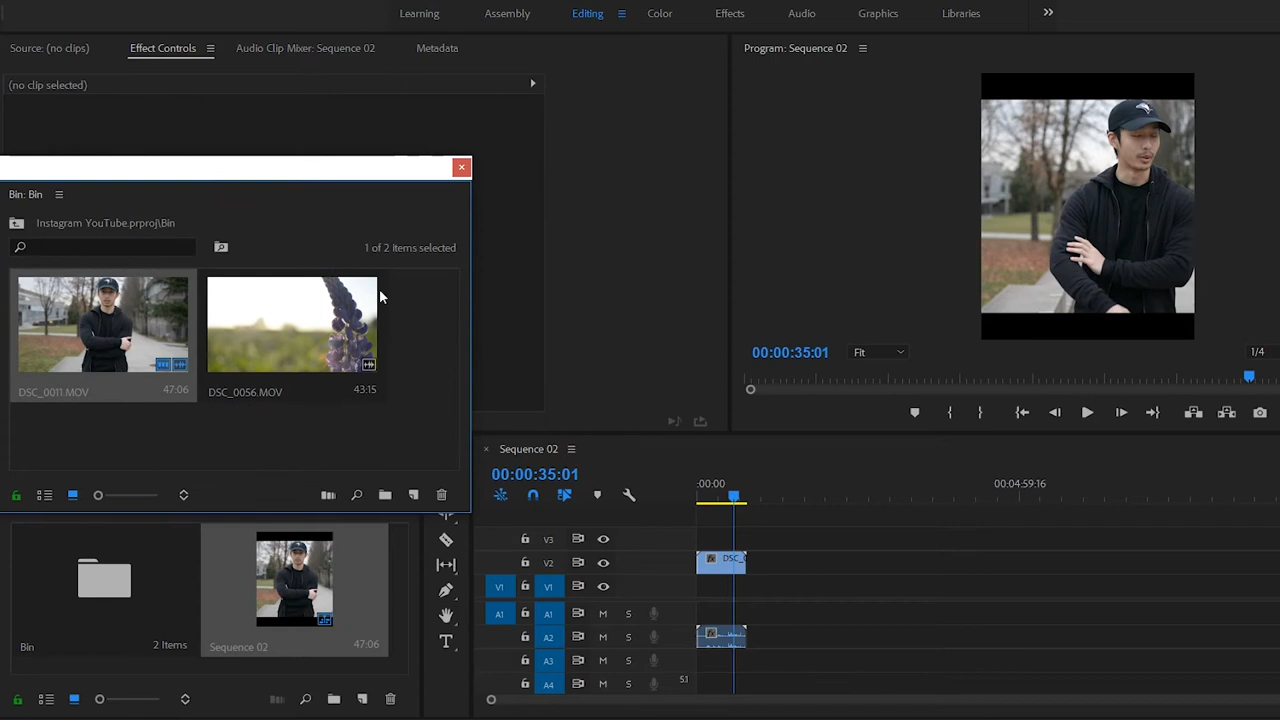 Learning Assembly Editing Color Effects Audio Graphics Libraries
Source: (no clips) Effect Controls Audio Clip Mixer: Sequence 02 Metadata
(no clip selected)
Program: Sequence 02
00:00:35:01 Fit 1/4
Bin: Bin
Instagram YouTube.prproj\Bin
1 of 2 items selected
DSC_0011.MOV 47:06
DSC_0056.MOV 43:15
Bin 2 Items
Sequence 02 47:06
Sequence 02
00:00:35:01
:00:00 00:04:59:16
V3
V2
V1 V1
A1 A1 M S
A2 M S
A3 M S
A4 M S 5.1